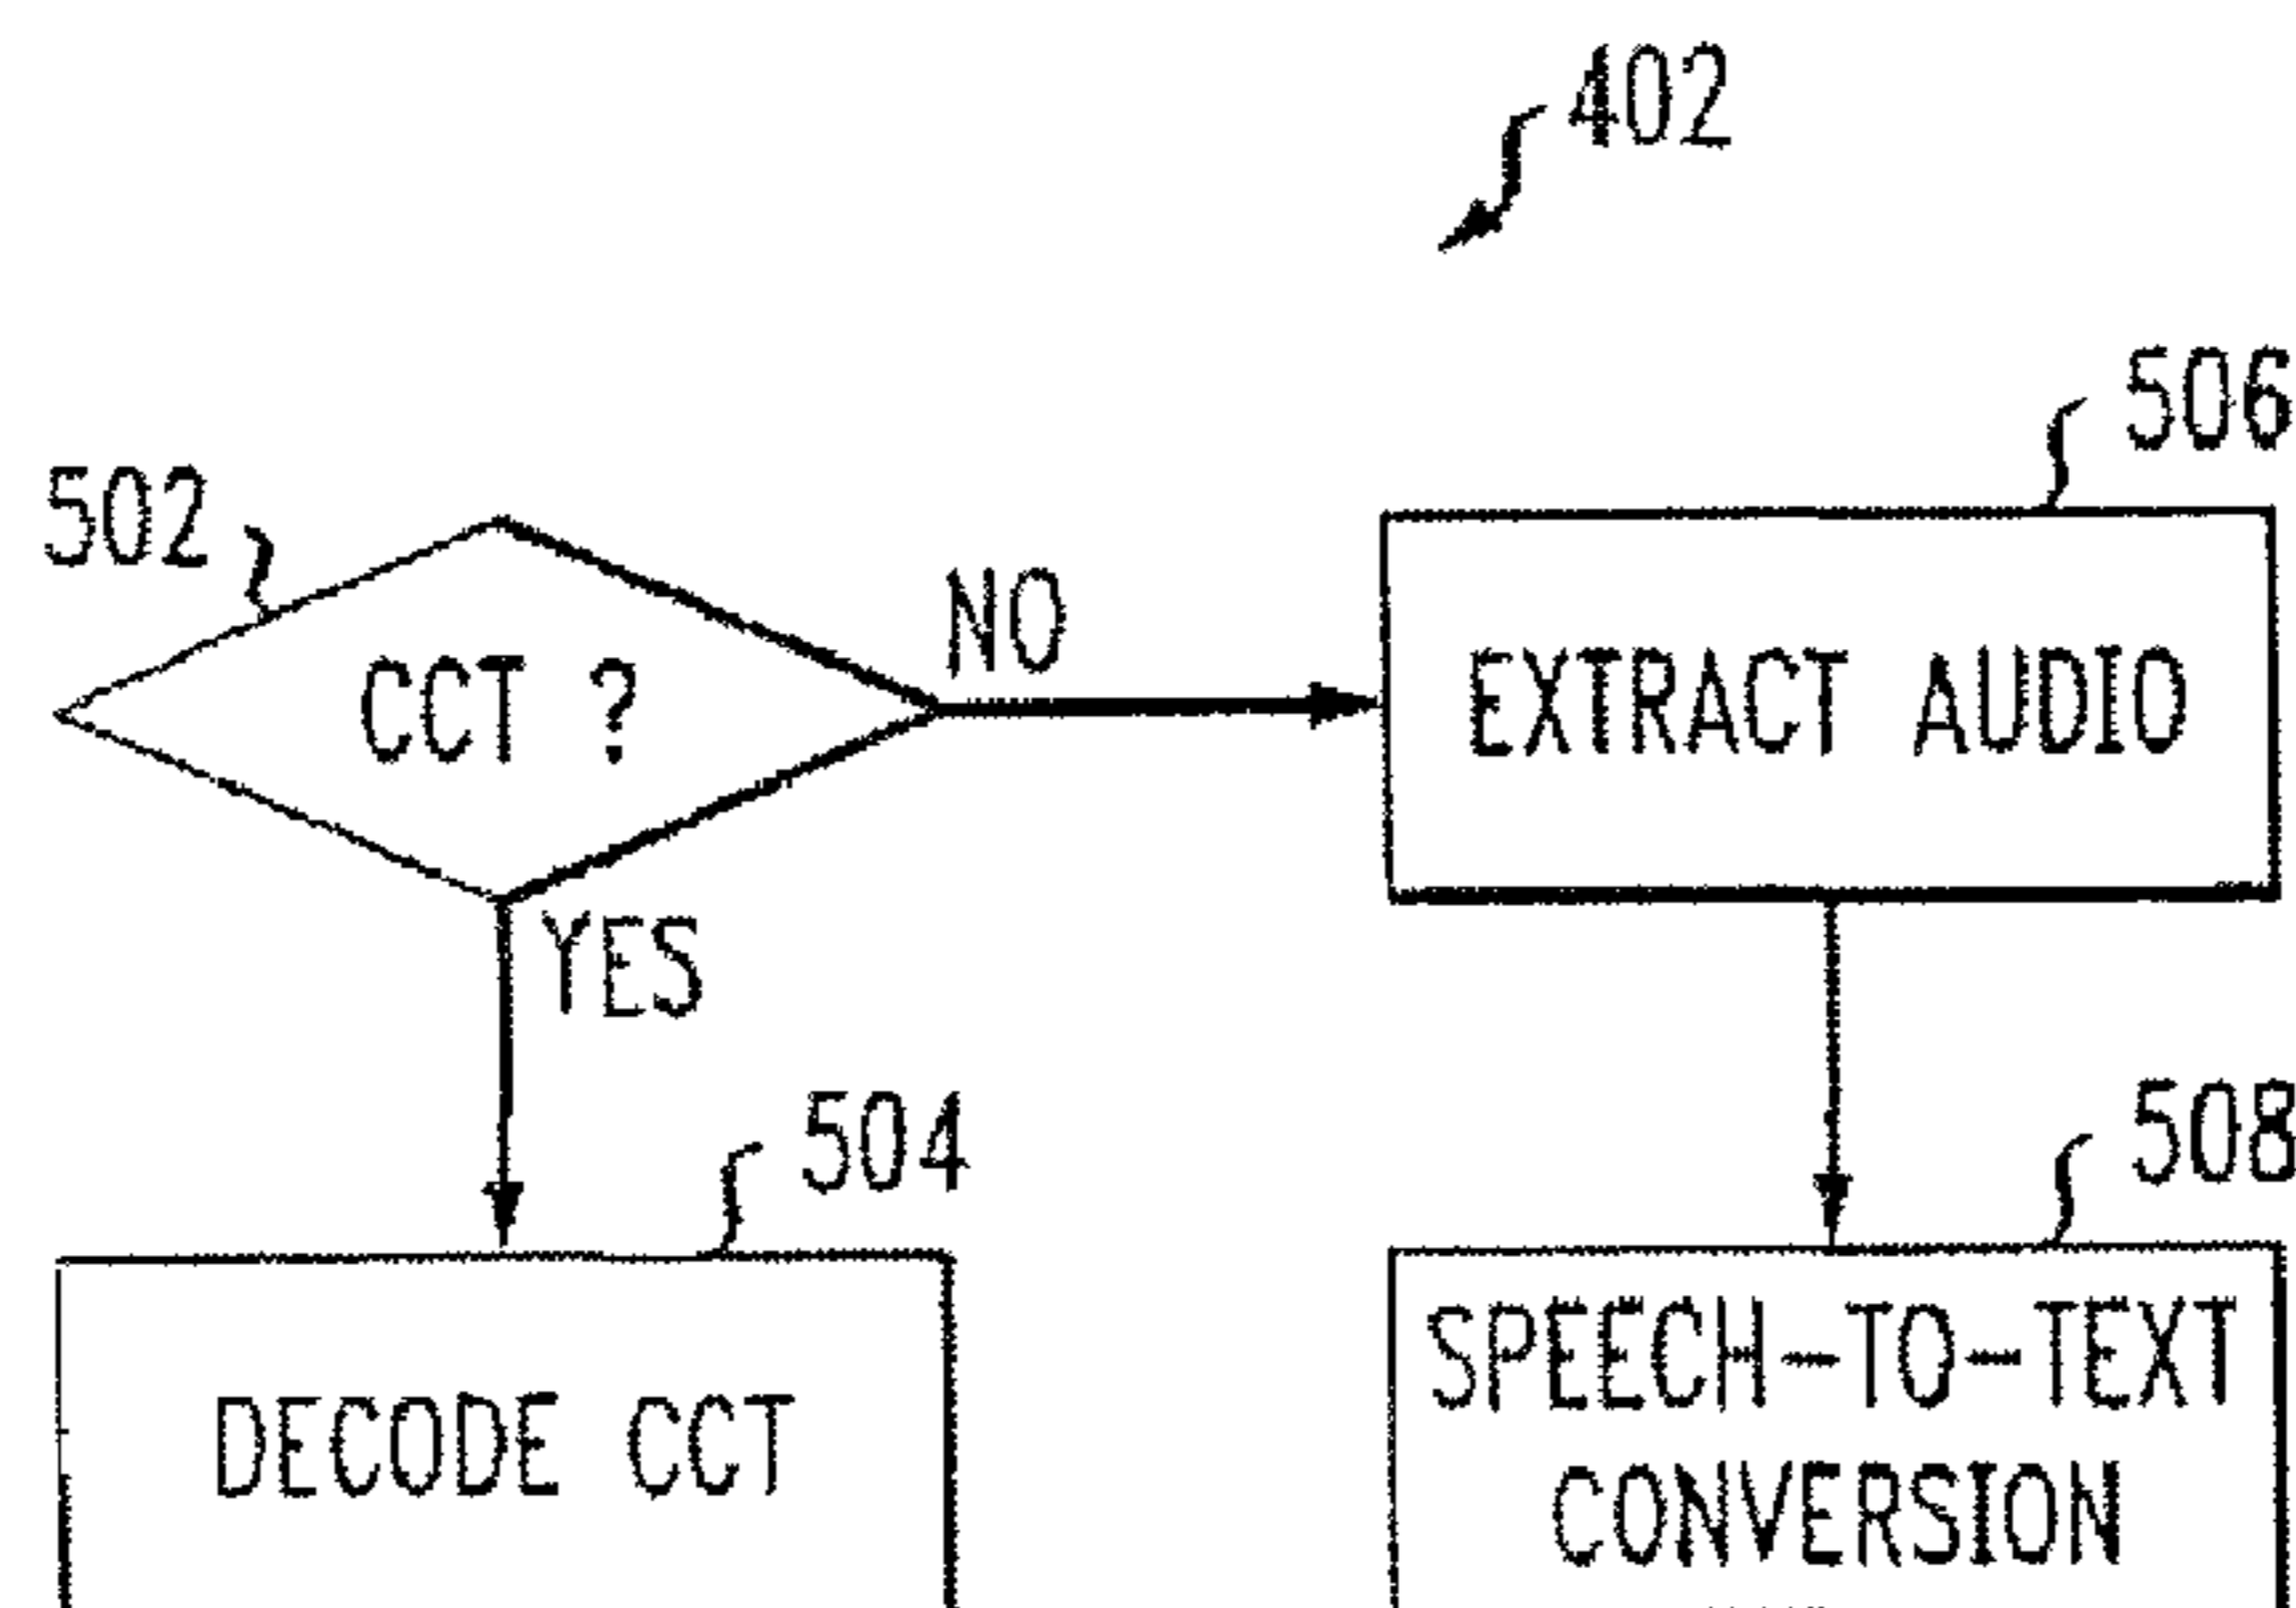 402
506
502
NO
CCT ?
EXTRACT AUDIO
YES
504
508
DECODE CCT
SPEECH-TO-TEXT
CONVERSION